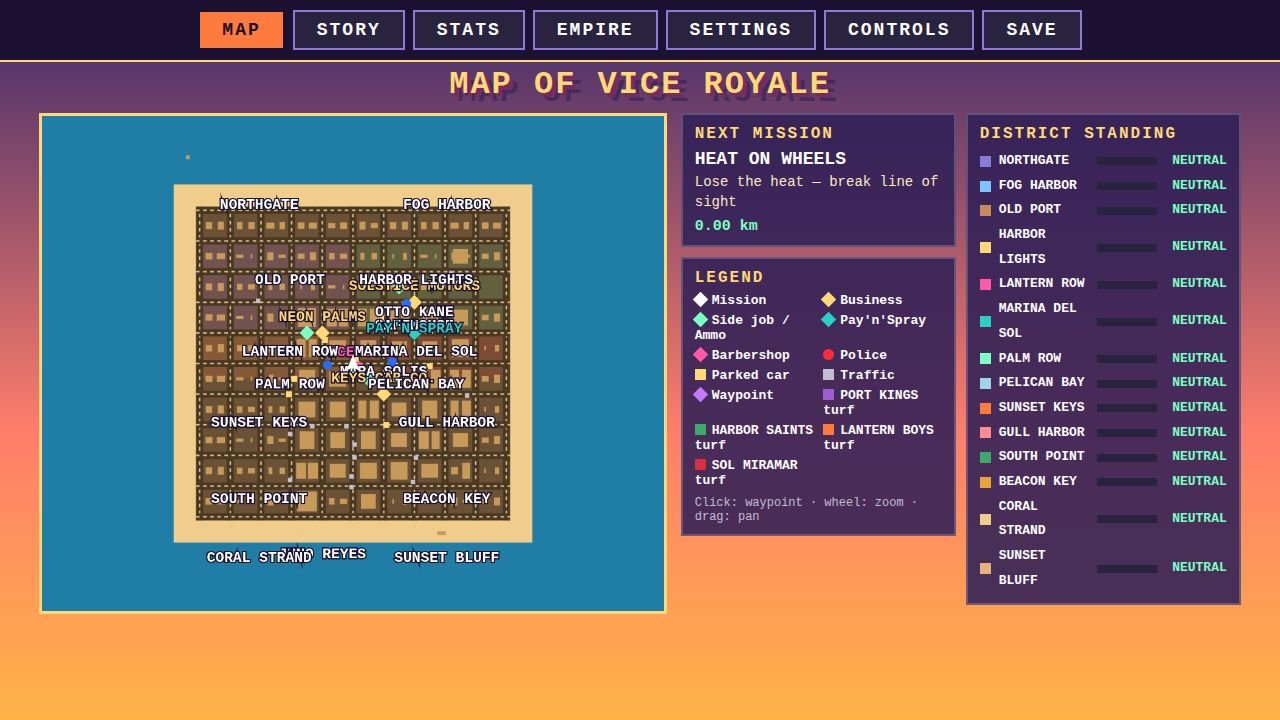 MAP STORY STATS EMPIRE SETTINGS CONTROLS SAVE
MAP OF VICE ROYALE
NORTHGATE FOG HARBOR
OLD PORT HARBOR LIGHTS
MOTORS
OTTO KANE
NEON PALMS
PAY'N'SPRAY
LANTERN ROW MARINA DEL SOL
PALM ROW PELICAN BAY
SUNSET KEYS GULL HARBOR
SOUTH POINT BEACON KEY
CORAL STRAND REYES SUNSET BLUFF
NEXT MISSION
HEAT ON WHEELS
Lose the heat — break line of
sight
0.00 km
LEGEND
Mission Business
Side job / Pay'n'Spray
Ammo
Barbershop Police
Parked car Traffic
Waypoint PORT KINGS
turf
HARBOR SAINTS LANTERN BOYS
turf turf
SOL MIRAMAR
turf
Click: waypoint · wheel: zoom ·
drag: pan
DISTRICT STANDING
NORTHGATE NEUTRAL
FOG HARBOR NEUTRAL
OLD PORT NEUTRAL
HARBOR
LIGHTS NEUTRAL
LANTERN ROW NEUTRAL
MARINA DEL
SOL NEUTRAL
PALM ROW NEUTRAL
PELICAN BAY NEUTRAL
SUNSET KEYS NEUTRAL
GULL HARBOR NEUTRAL
SOUTH POINT NEUTRAL
BEACON KEY NEUTRAL
CORAL
STRAND NEUTRAL
SUNSET
BLUFF NEUTRAL